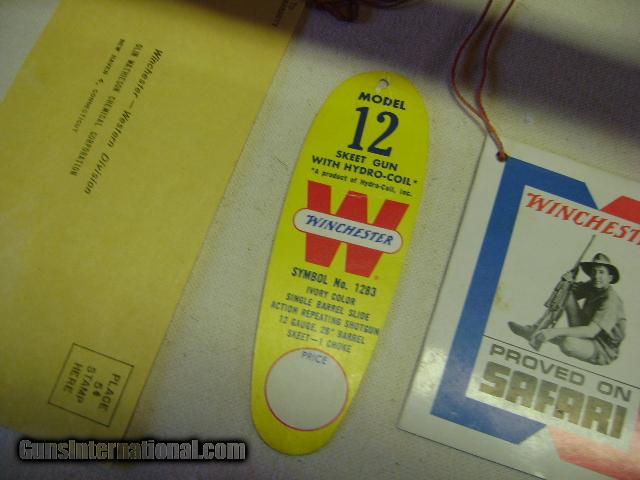 Winchester — Western Division
OLIN MATHIESON CHEMICAL CORPORATION
NEW HAVEN 4, CONNECTICUT
PLACE
5¢
STAMP
HERE
MODEL
12
SKEET GUN
WITH HYDRO-COIL*
*A product of Hydro-Coil, Inc.
W
WINCHESTER
SYMBOL No. 1283
IVORY COLOR
SINGLE BARREL SLIDE
ACTION REPEATING SHOTGUN
12 GAUGE, 26" BARREL
SKEET—1 CHOKE
PRICE
WINCHESTER
PROVED ON
SAFARI
GunsInternational.com